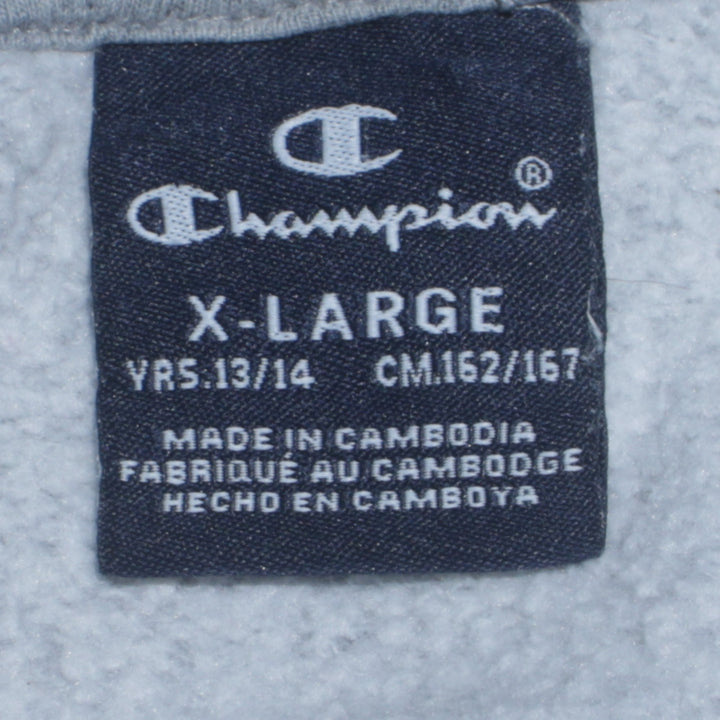 Champion®
X-LARGE
YRS.13/14 CM.162/167
MADE IN CAMBODIA
FABRIQUÉ AU CAMBODGE
HECHO EN CAMBOYA